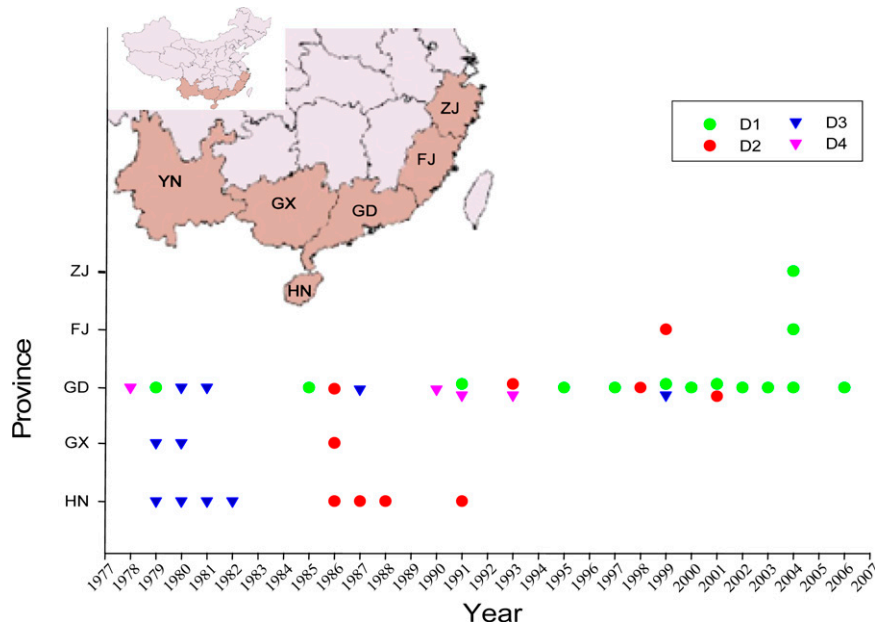 ZJ
FJ
YN
GX
GD
HN
D1 D3
D2 D4
ZJ
FJ
GD
GX
HN
Province
1977 1978 1979 1980 1981 1982 1983 1984 1985 1986 1987 1988 1989 1990 1991 1992 1993 1994 1995 1996 1997 1998 1999 2000 2001 2002 2003 2004 2005 2006 2007
Year